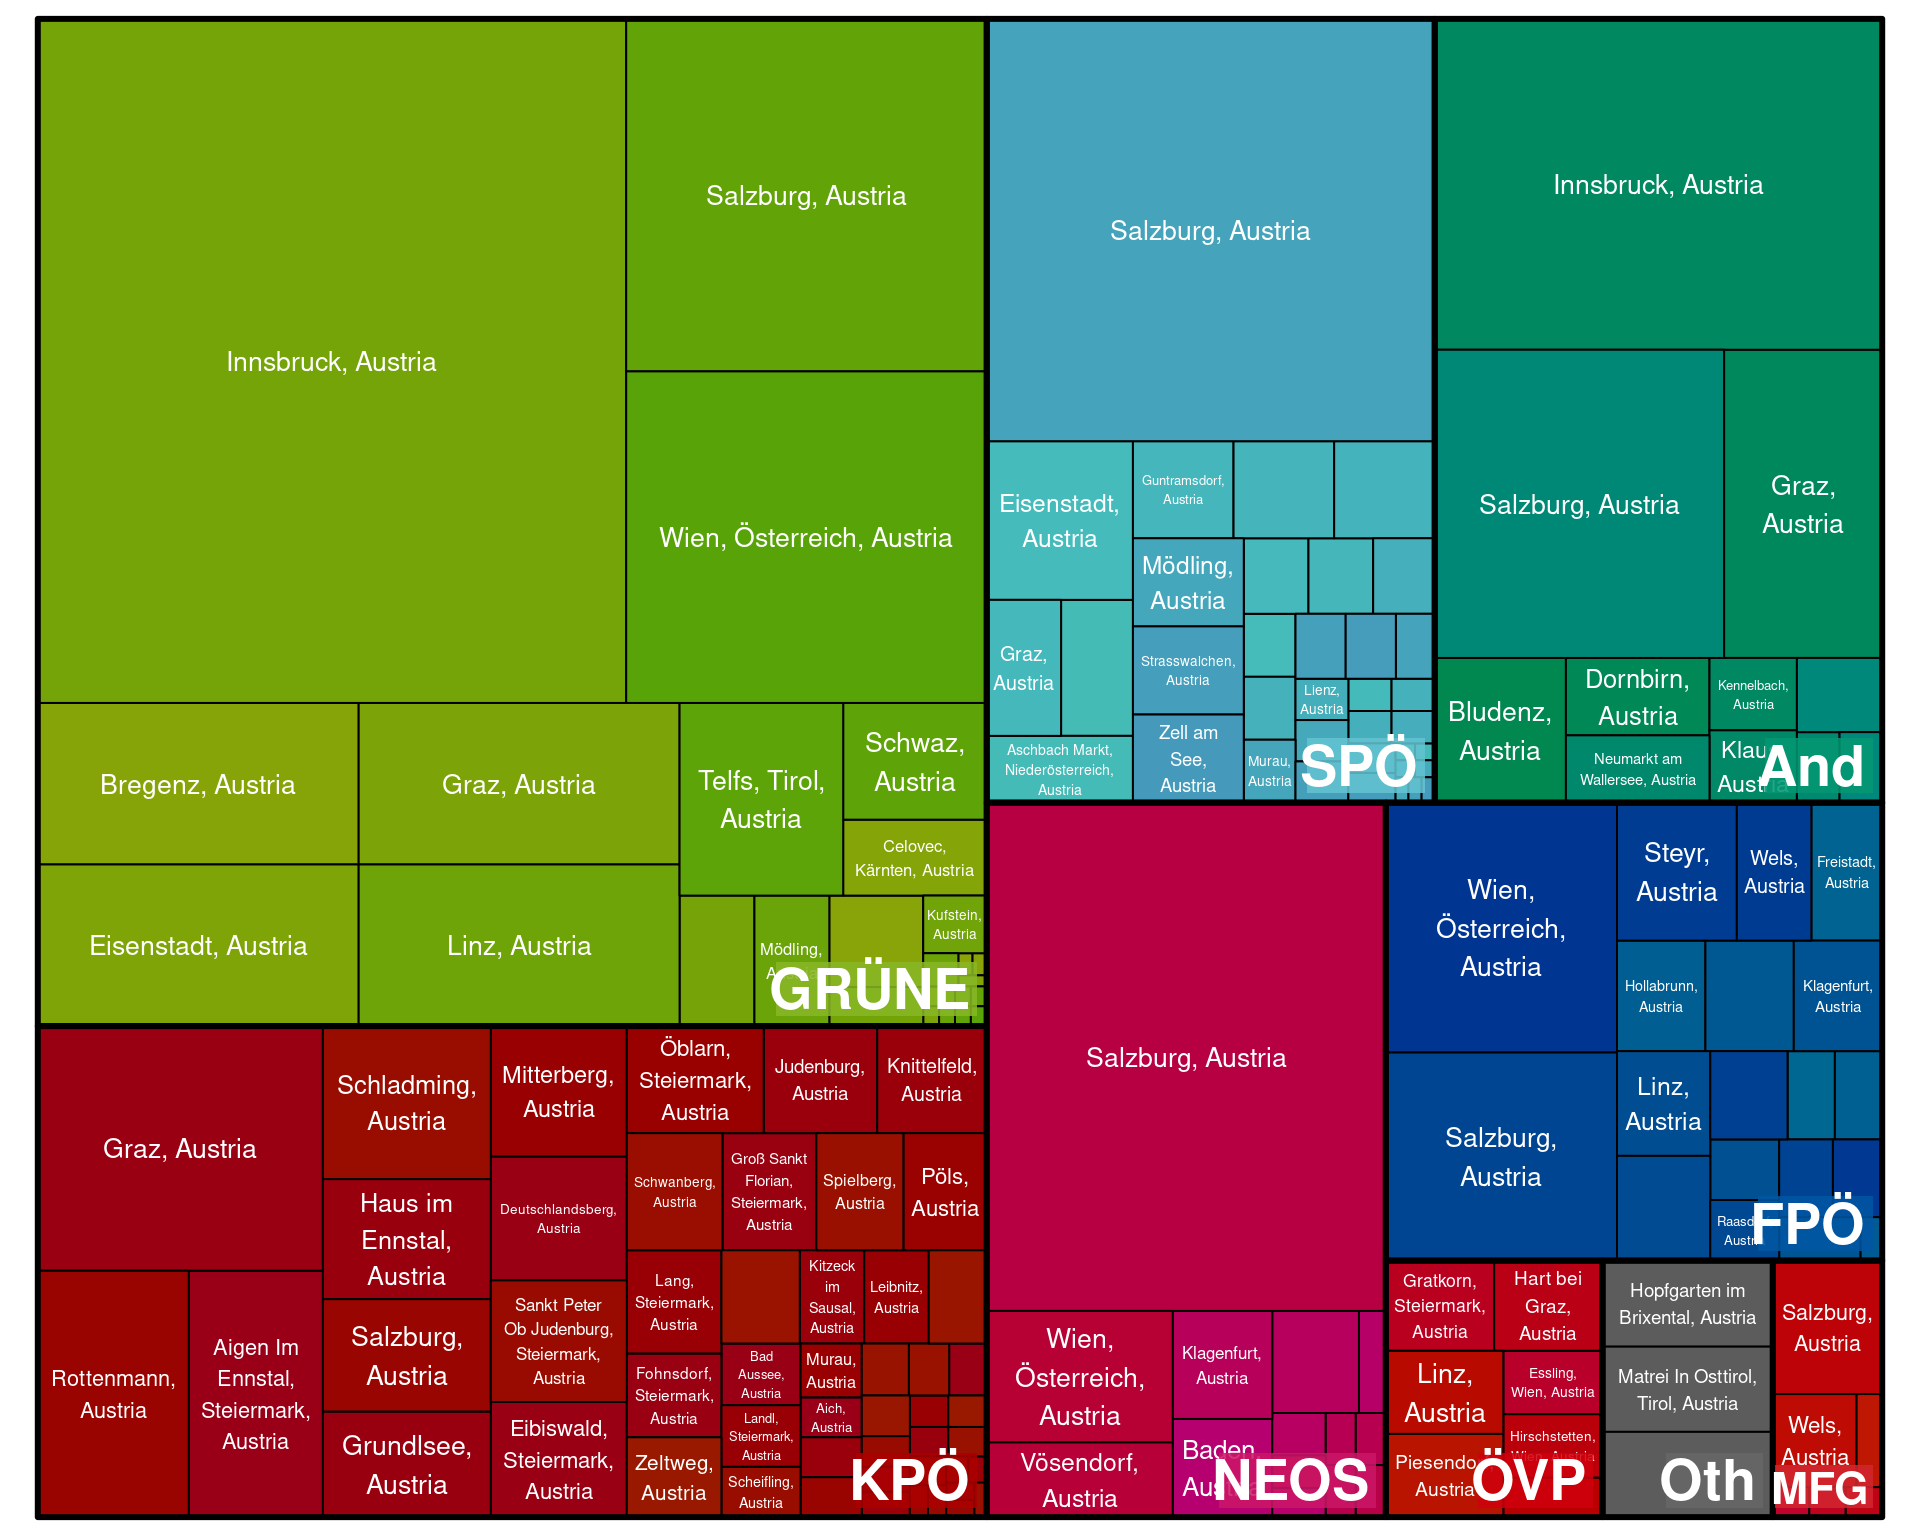 Innsbruck, Austria
Salzburg, Austria
Wien, Österreich, Austria
Bregenz, Austria
Graz, Austria
Eisenstadt, Austria
Linz, Austria
Telfs, Tirol,
Austria
Schwaz,
Austria
Celovec,
Kärnten, Austria
Mödling,
Kufstein,
Austria
GRÜNE
Salzburg, Austria
Eisenstadt,
Austria
Guntramsdorf,
Austria
Mödling,
Austria
Graz,
Austria
Strasswalchen,
Austria
Aschbach Markt,
Niederösterreich,
Austria
Zell am
See,
Austria
Lienz,
Austria
Murau,
Austria
SPÖ
Innsbruck, Austria
Salzburg, Austria
Graz,
Austria
Bludenz,
Austria
Dornbirn,
Austria
Neumarkt am
Wallersee, Austria
Kennelbach,
Austria
Klau
Austria
And
Graz, Austria
Rottenmann,
Austria
Aigen Im
Ennstal,
Steiermark,
Austria
Schladming,
Austria
Haus im
Ennstal,
Austria
Salzburg,
Austria
Grundlsee,
Austria
Mitterberg,
Austria
Deutschlandsberg,
Austria
Sankt Peter
Ob Judenburg,
Steiermark,
Austria
Eibiswald,
Steiermark,
Austria
Öblarn,
Steiermark,
Austria
Judenburg,
Austria
Knittelfeld,
Austria
Schwanberg,
Austria
Groß Sankt
Florian,
Steiermark,
Austria
Spielberg,
Austria
Pöls,
Austria
Lang,
Steiermark,
Austria
Kitzeck
im
Sausal,
Austria
Leibnitz,
Austria
Fohnsdorf,
Steiermark,
Austria
Bad
Aussee,
Austria
Murau,
Austria
Aich,
Austria
Landl,
Steiermark,
Austria
Zeltweg,
Austria
Scheifling,
Austria
KPÖ
Salzburg, Austria
Wien,
Österreich,
Austria
Vösendorf,
Austria
Klagenfurt,
Austria
Baden,
Austria
NEOS
Wien,
Österreich,
Austria
Salzburg,
Austria
Steyr,
Austria
Wels,
Austria
Freistadt,
Austria
Hollabrunn,
Austria
Klagenfurt,
Austria
Linz,
Austria
Raasd
Austri
FPÖ
Gratkorn,
Steiermark,
Austria
Hart bei
Graz,
Austria
Linz,
Austria
Essling,
Wien, Austria
Hirschstetten,
Wien, Austria
Piesendo
Austria
ÖVP
Hopfgarten im
Brixental, Austria
Matrei In Osttirol,
Tirol, Austria
Oth
Salzburg,
Austria
Wels,
Austria
MFG